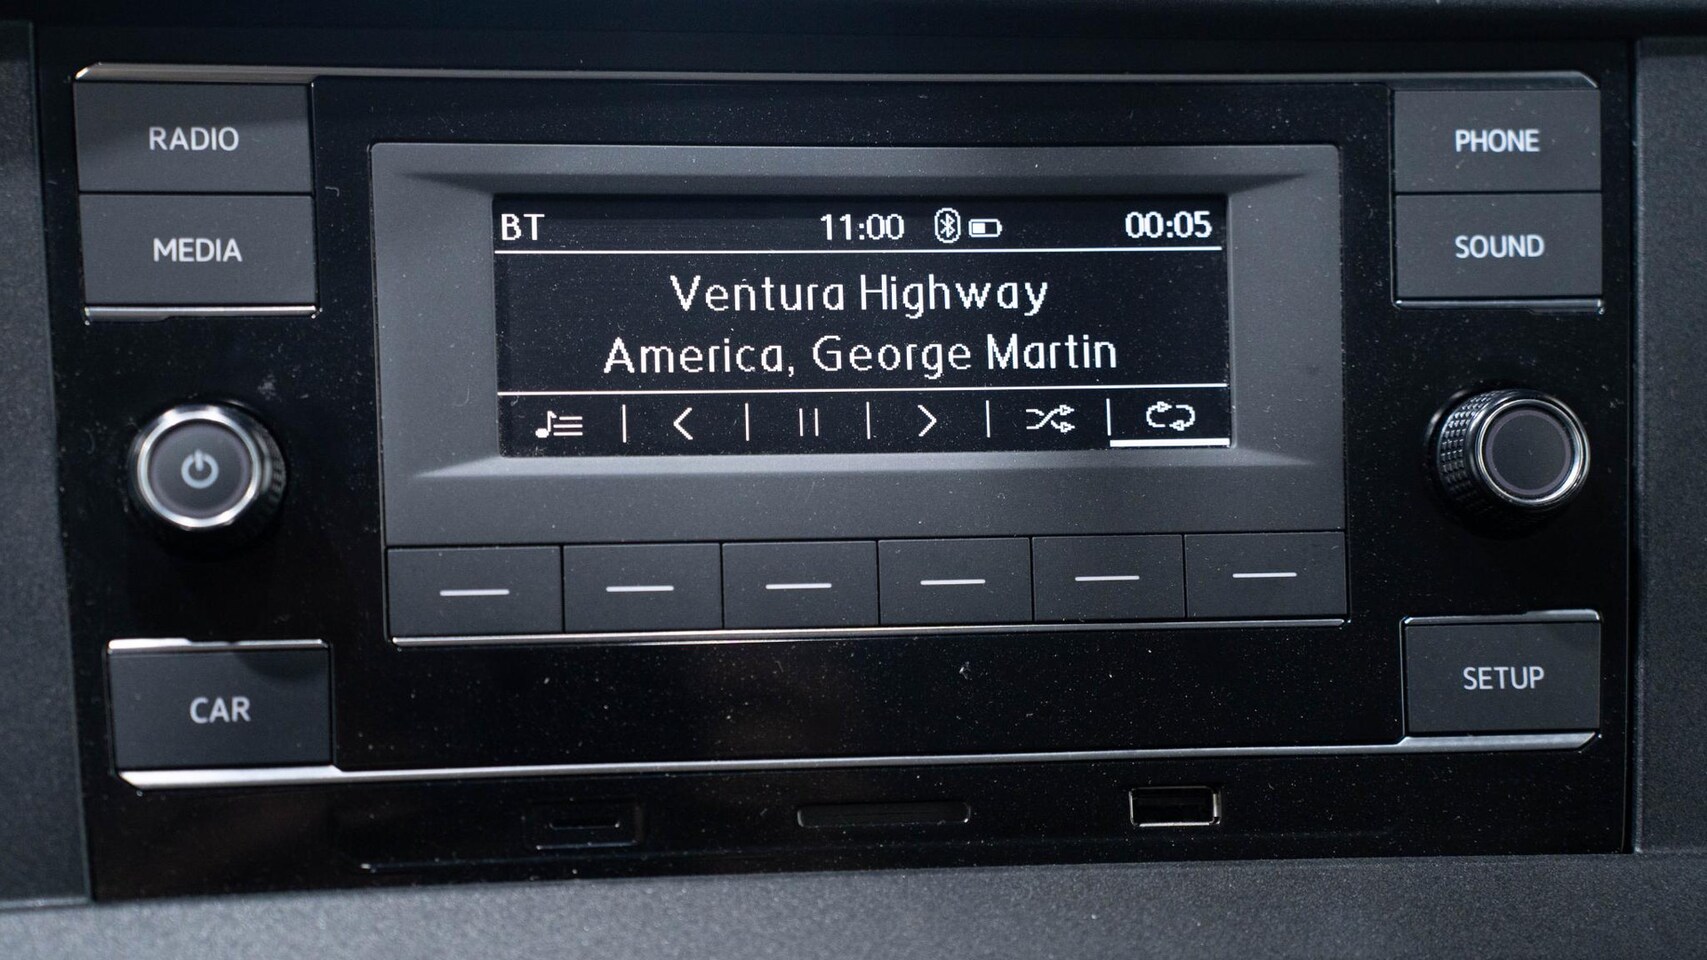 RADIO
PHONE
MEDIA
SOUND
BT 11:00 00:05
Ventura Highway
America, George Martin
CAR
SETUP